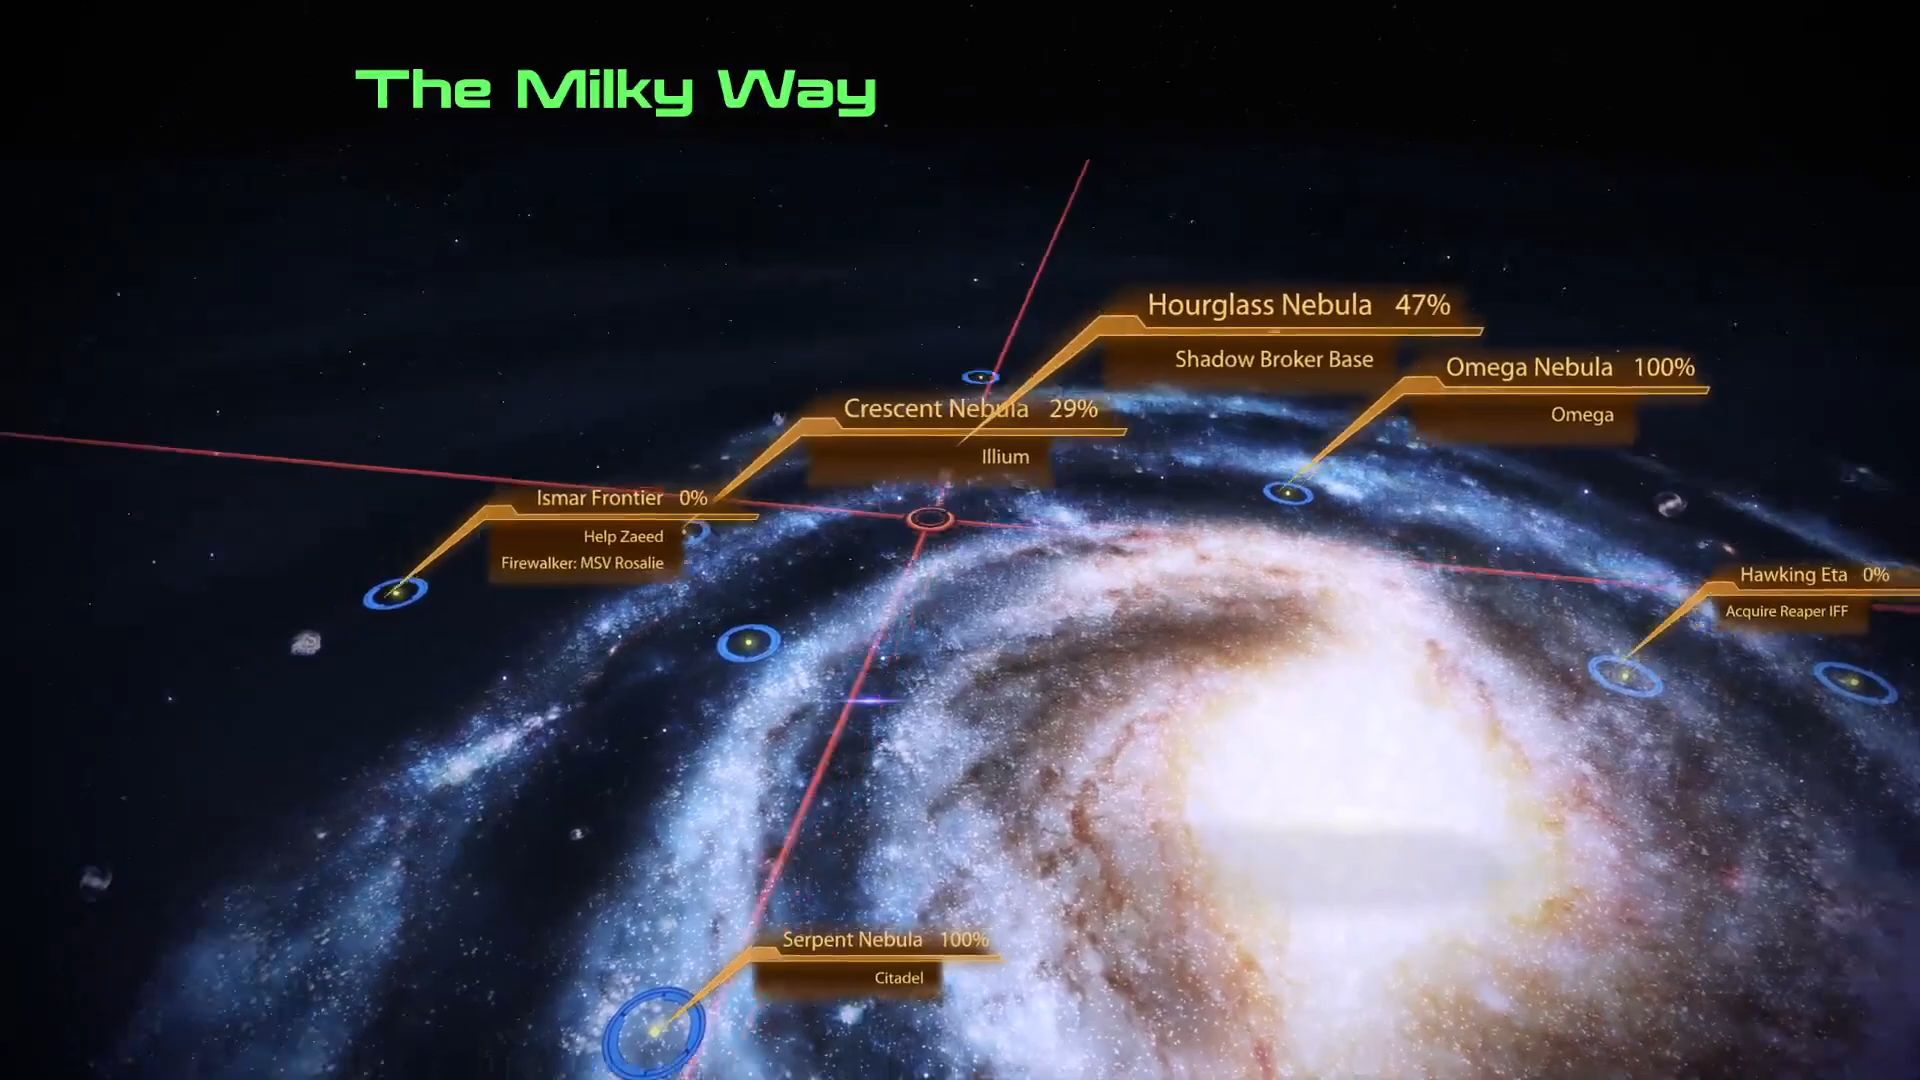 The Milky Way
Hourglass Nebula 47%
Shadow Broker Base
Omega Nebula 100%
Omega
Crescent Nebula 29%
Illium
Ismar Frontier 0%
Help Zaeed
Firewalker: MSV Rosalie
Hawking Eta 0%
Acquire Reaper IFF
Serpent Nebula 100%
Citadel